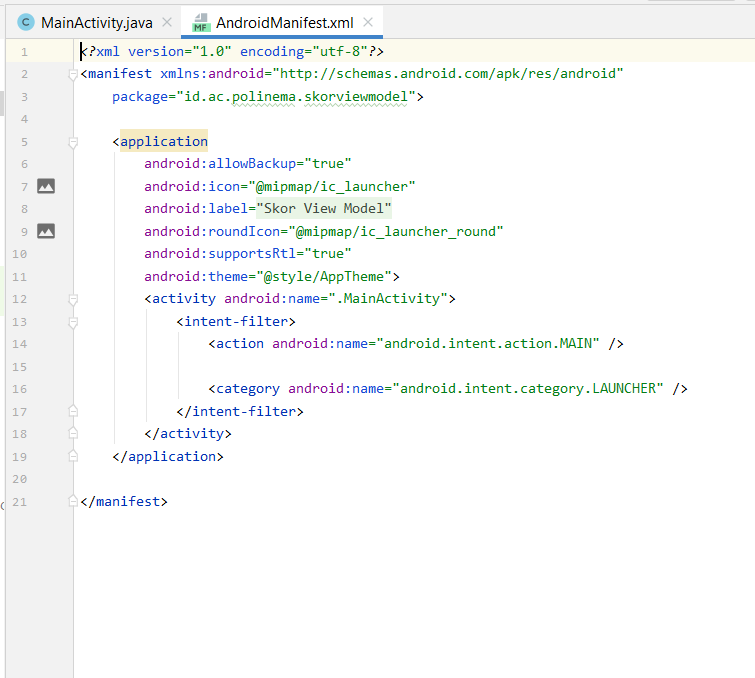 MainActivity.java AndroidManifest.xml
1 <?xml version="1.0" encoding="utf-8"?>
2 <manifest xmlns:android="http://schemas.android.com/apk/res/android"
3 package="id.ac.polinema.skorviewmodel">
4
5 <application
6 android:allowBackup="true"
7 android:icon="@mipmap/ic_launcher"
8 android:label="Skor View Model"
9 android:roundIcon="@mipmap/ic_launcher_round"
10 android:supportsRtl="true"
11 android:theme="@style/AppTheme">
12 <activity android:name=".MainActivity">
13 <intent-filter>
14 <action android:name="android.intent.action.MAIN" />
15
16 <category android:name="android.intent.category.LAUNCHER" />
17 </intent-filter>
18 </activity>
19 </application>
20
21 </manifest>